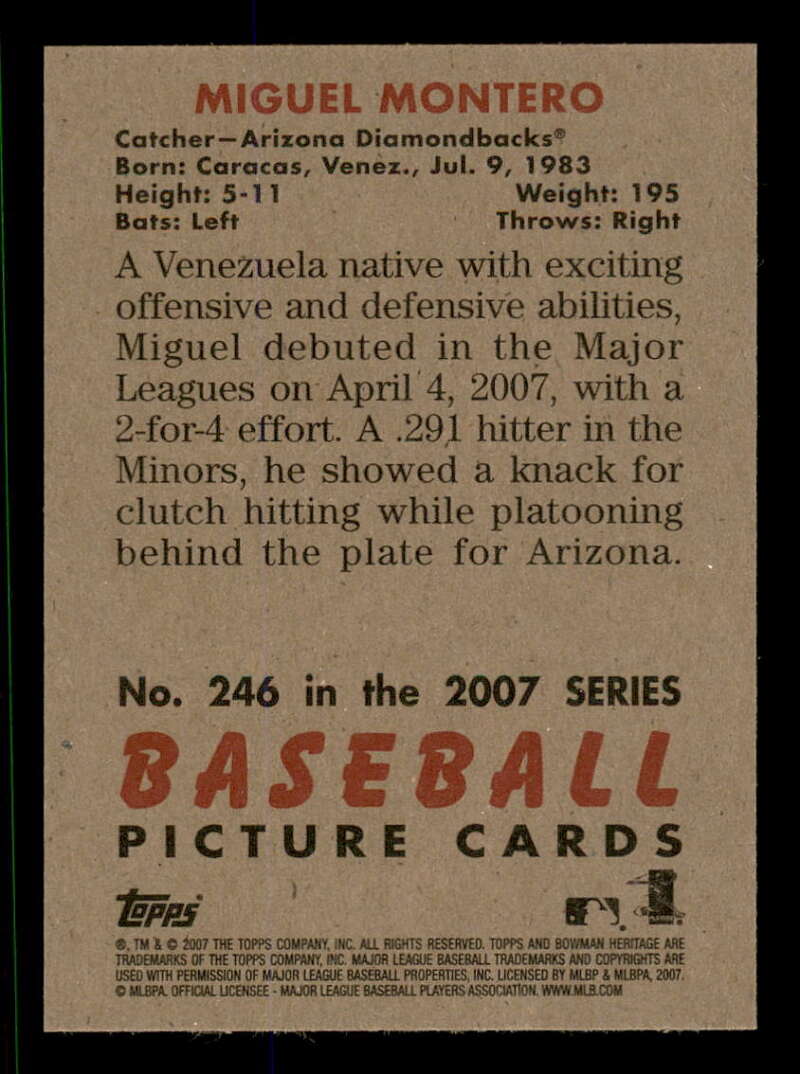 MIGUEL MONTERO
Catcher—Arizona Diamondbacks®
Born: Caracas, Venez., Jul. 9, 1983
Height: 5-11 Weight: 195
Bats: Left Throws: Right
A Venezuela native with exciting
offensive and defensive abilities,
Miguel debuted in the Major
Leagues on April 4, 2007, with a
2-for-4 effort. A .291 hitter in the
Minors, he showed a knack for
clutch hitting while platooning
behind the plate for Arizona.
No. 246 in the 2007 SERIES
BASEBALL
PICTURE CARDS
Topps
®, TM & © 2007 THE TOPPS COMPANY, INC. ALL RIGHTS RESERVED. TOPPS AND BOWMAN HERITAGE ARE
TRADEMARKS OF THE TOPPS COMPANY, INC. MAJOR LEAGUE BASEBALL TRADEMARKS AND COPYRIGHTS ARE
USED WITH PERMISSION OF MAJOR LEAGUE BASEBALL PROPERTIES, INC. LICENSED BY MLBP & MLBPA, 2007.
© MLBPA. OFFICIAL LICENSEE - MAJOR LEAGUE BASEBALL PLAYERS ASSOCIATION. WWW.MLB.COM